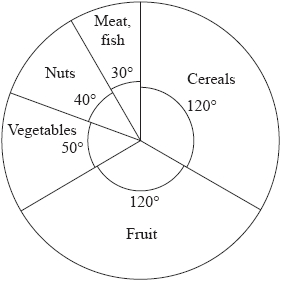 Meat,
fish
30°
Nuts
40°
Cereals
120°
Vegetables
50°
120°
Fruit